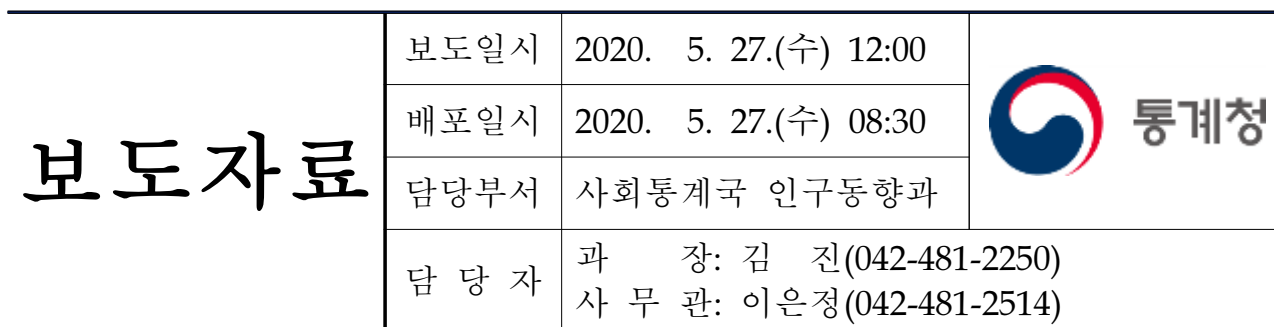 보도자료
보도일시 2020. 5. 27.(수) 12:00
배포일시 2020. 5. 27.(수) 08:30
담당부서 사회통계국 인구동향과
담 당 자
과 장: 김 진(042-481-2250)
사 무 관: 이은정(042-481-2514)
통계청